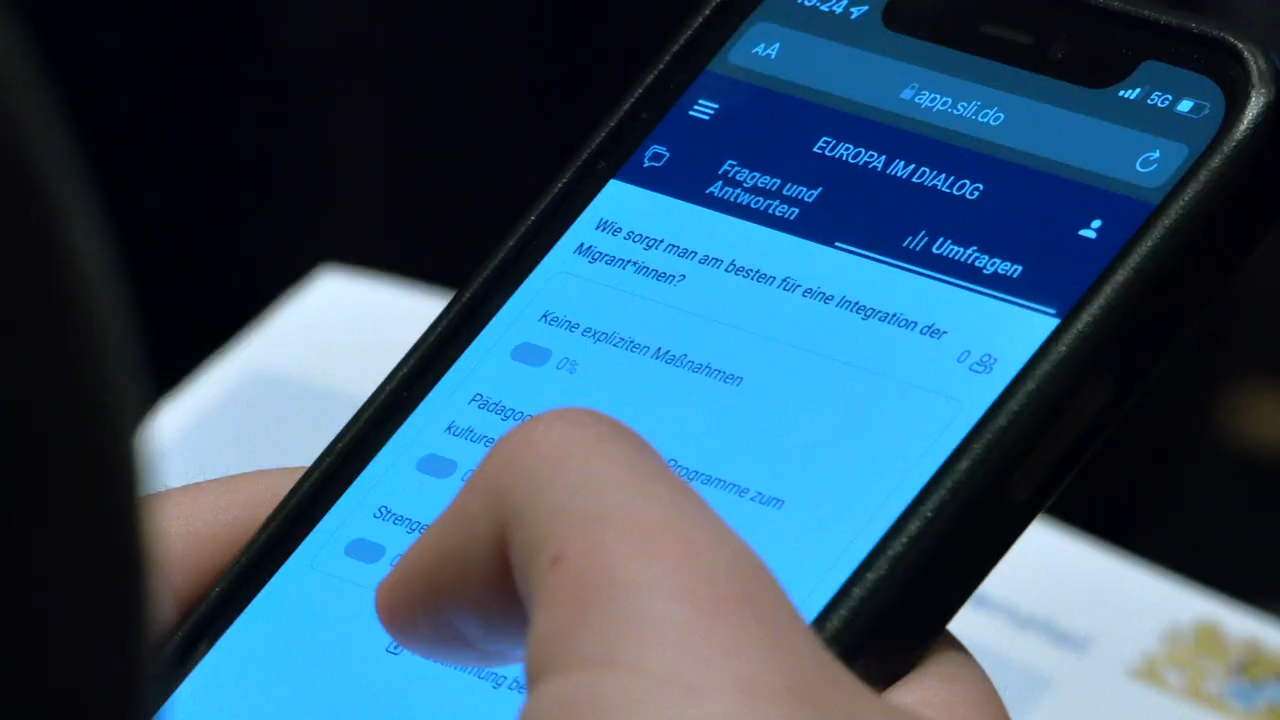 AA
app.sli.do
5G
EUROPA IM DIALOG
Fragen und
Antworten
Umfragen
Wie sorgt man am besten für eine Integration der
Migrant*innen?
0
Keine expliziten Maßnahmen
0%
Programme zum